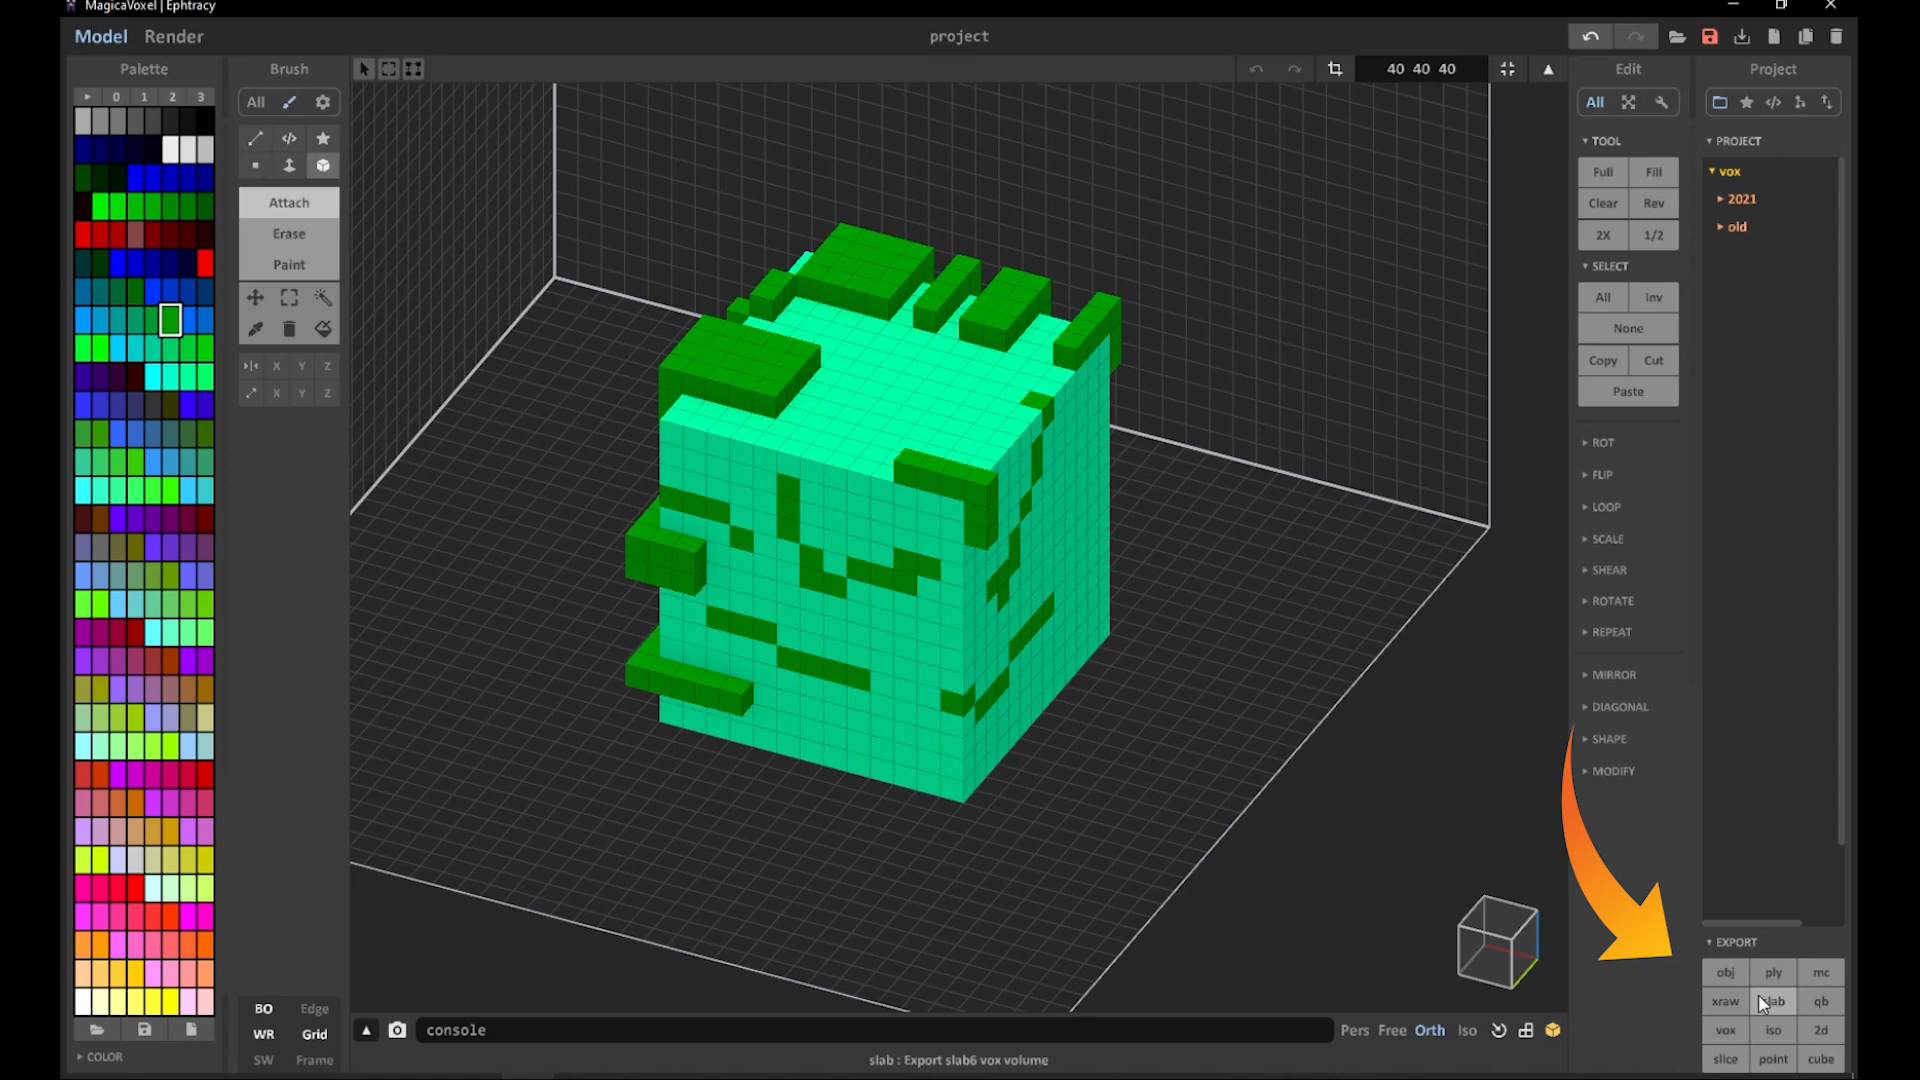 MagicaVoxel | Ephtracy
Model Render
project
Palette
0 1 2 3
COLOR
Brush
All
Attach
Erase
Paint
X Y Z
X Y Z
BO Edge
WR Grid
SW Frame
40 40 40
console
Pers Free Orth Iso
slab : Export slab6 vox volume
Edit
All
TOOL
Full Fill
Clear Rev
2X 1/2
SELECT
All Inv
None
Copy Cut
Paste
ROT
FLIP
LOOP
SCALE
SHEAR
ROTATE
REPEAT
MIRROR
DIAGONAL
SHAPE
MODIFY
Project
PROJECT
vox
2021
old
EXPORT
obj ply mc
xraw slab qb
vox iso 2d
slice point cube